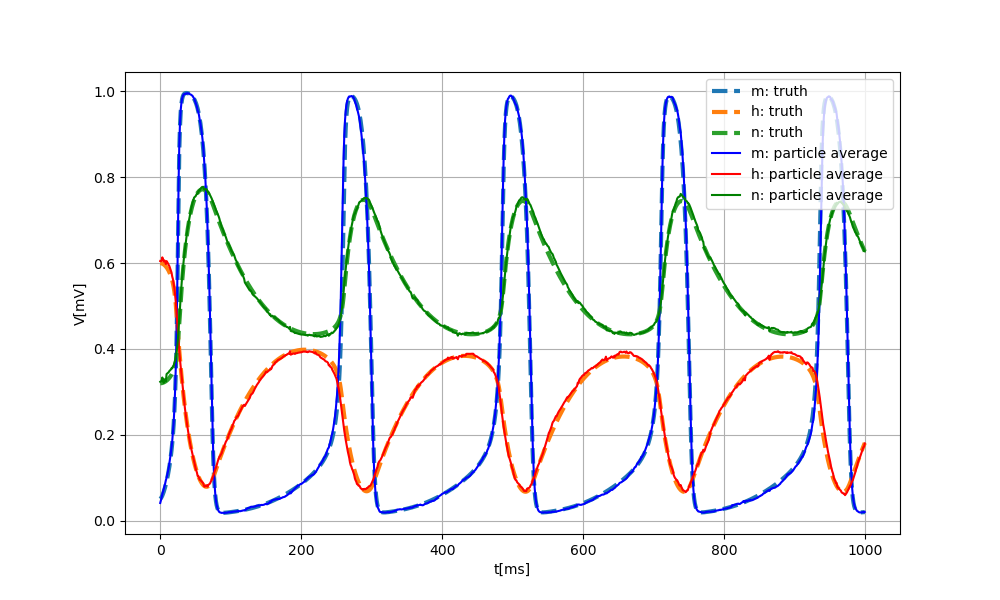 1.0
0.8
0.6
0.4
0.2
0.0
V[mV]
0
200
400
600
800
1000
t[ms]
m: truth
h: truth
n: truth
m: particle average
h: particle average
n: particle average